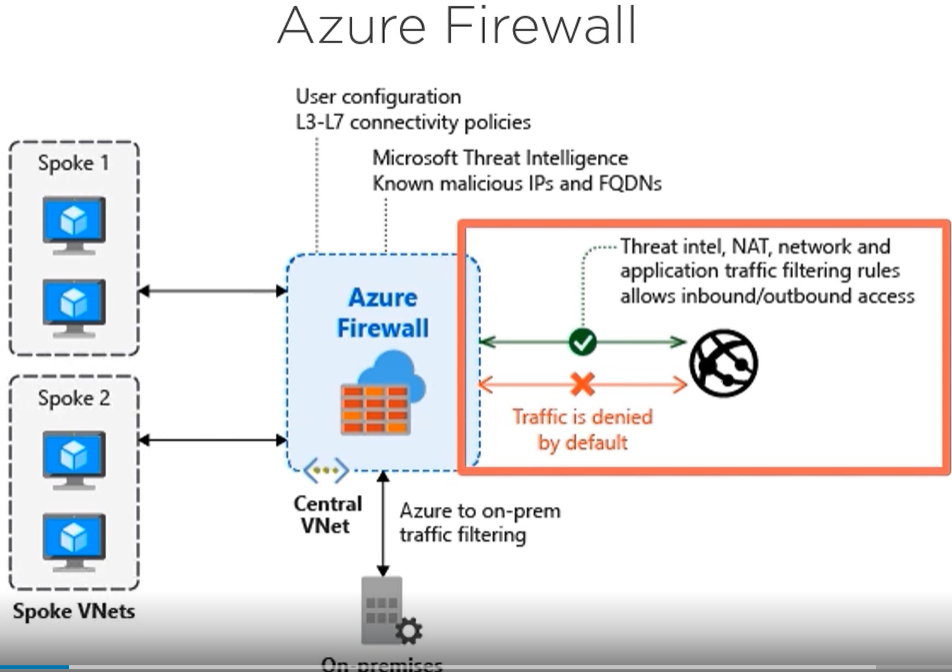 Azure Firewall
User configuration
L3-L7 connectivity policies
Microsoft Threat Intelligence
Known malicious IPs and FQDNs
Spoke 1
Threat intel, NAT, network and
application traffic filtering rules
allows inbound/outbound access
Azure
Firewall
Traffic is denied
by default
Spoke 2
Central
VNet
Azure to on-prem
traffic filtering
Spoke VNets
On-premises